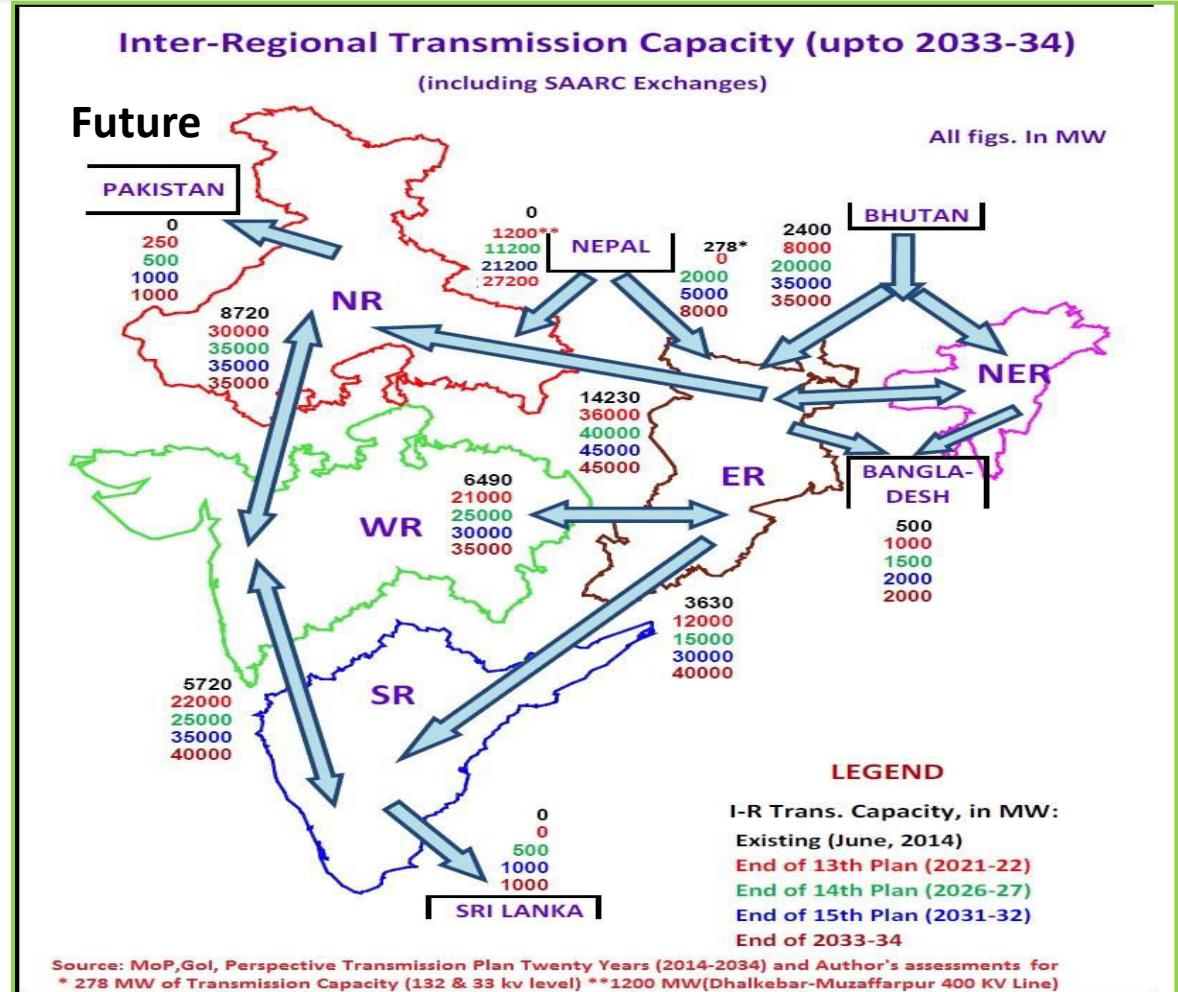 Inter-Regional Transmission Capacity (upto 2033-34)
(including SAARC Exchanges)
Future
All figs. In MW
PAKISTAN
0
250
500
1000
1000
0
1200**
11200
21200
27200
NEPAL
278*
0
2000
5000
8000
2400
8000
20000
35000
35000
BHUTAN
NR
8720
30000
35000
35000
35000
NER
14230
36000
40000
45000
45000
ER
BANGLA-
DESH
500
1000
1500
2000
2000
WR
6490
21000
25000
30000
35000
3630
12000
15000
30000
40000
SR
5720
22000
25000
35000
40000
0
0
500
1000
1000
SRI LANKA
LEGEND
I-R Trans. Capacity, in MW:
Existing (June, 2014)
End of 13th Plan (2021-22)
End of 14th Plan (2026-27)
End of 15th Plan (2031-32)
End of 2033-34
Source: MoP,GoI, Perspective Transmission Plan Twenty Years (2014-2034) and Author's assessments for
* 278 MW of Transmission Capacity (132 & 33 kv level) **1200 MW(Dhalkebar-Muzaffarpur 400 KV Line)